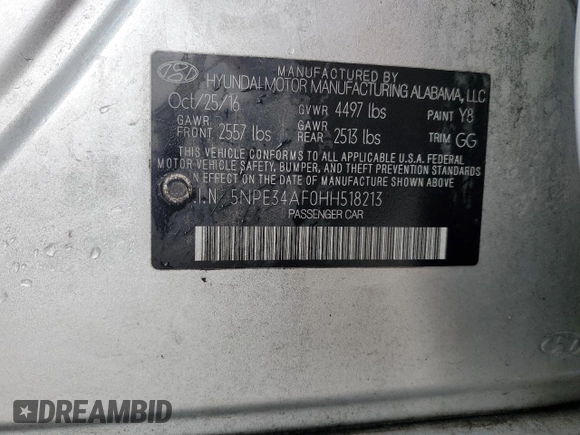 MANUFACTURED BY
HYUNDAI MOTOR MANUFACTURING ALABAMA, LLC
Oct/25/16 GVWR 4497 lbs PAINT Y8
GAWR FRONT 2557 lbs GAWR REAR 2513 lbs TRIM GG
THIS VEHICLE CONFORMS TO ALL APPLICABLE U.S.A. FEDERAL
MOTOR VEHICLE SAFETY, BUMPER, AND THEFT PREVENTION STANDARDS
IN EFFECT ON THE DATE OF MANUFACTURE SHOWN ABOVE.
V.I.N 5NPE34AF0HH518213
PASSENGER CAR
DREAMBID